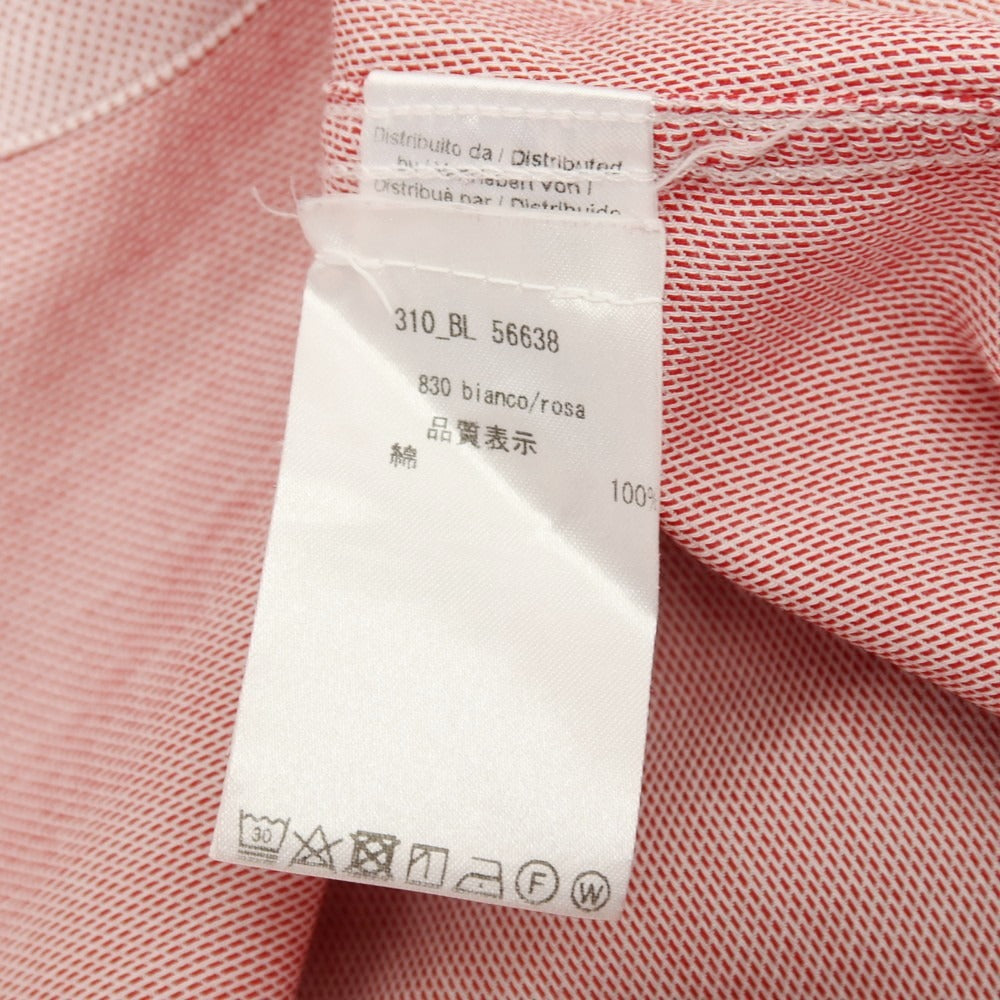 Distribuito da / Distributed
by / Vertrieben von /
Distribué par / Distribuido
310_BL 56638
830 bianco/rosa
品質表示
綿 100%
30
F W